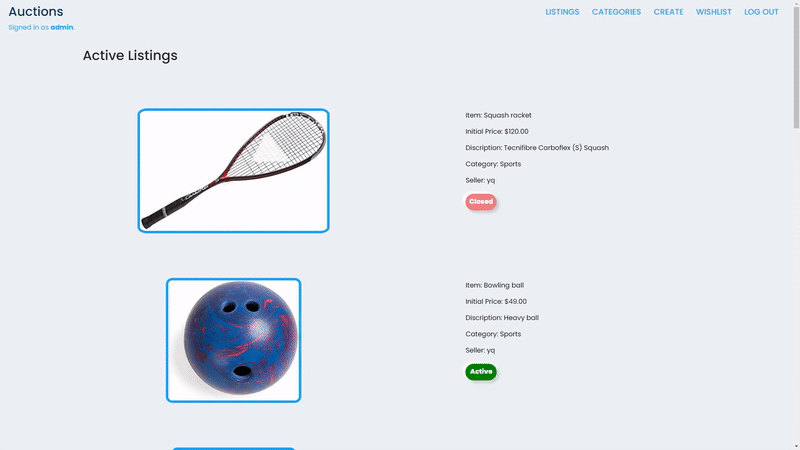 Auctions
LISTINGS CATEGORIES CREATE WISHLIST LOG OUT
Signed in as admin.
Active Listings
Item: Squash racket
Initial Price: $120.00
Discription: Tecnifibre Carboflex (S) Squash
Category: Sports
Seller: yq
Closed
Item: Bowling ball
Initial Price: $49.00
Discription: Heavy ball
Category: Sports
Seller: yq
Active